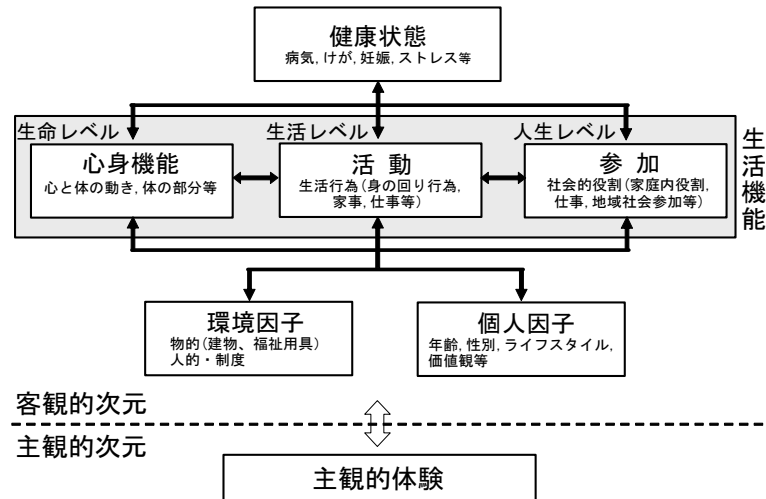 健康状態
病気,けが,妊娠,ストレス等
生命レベル
生活レベル
人生レベル
心身機能
心と体の動き,体の部分等
活 動
生活行為(身の回り行為,
家事,仕事等)
参 加
社会的役割(家庭内役割,
仕事,地域社会参加等)
生活機能
環境因子
物的(建物、福祉用具)
人的・制度
個人因子
年齢,性別,ライフスタイル,
価値観等
客観的次元
主観的次元
主観的体験